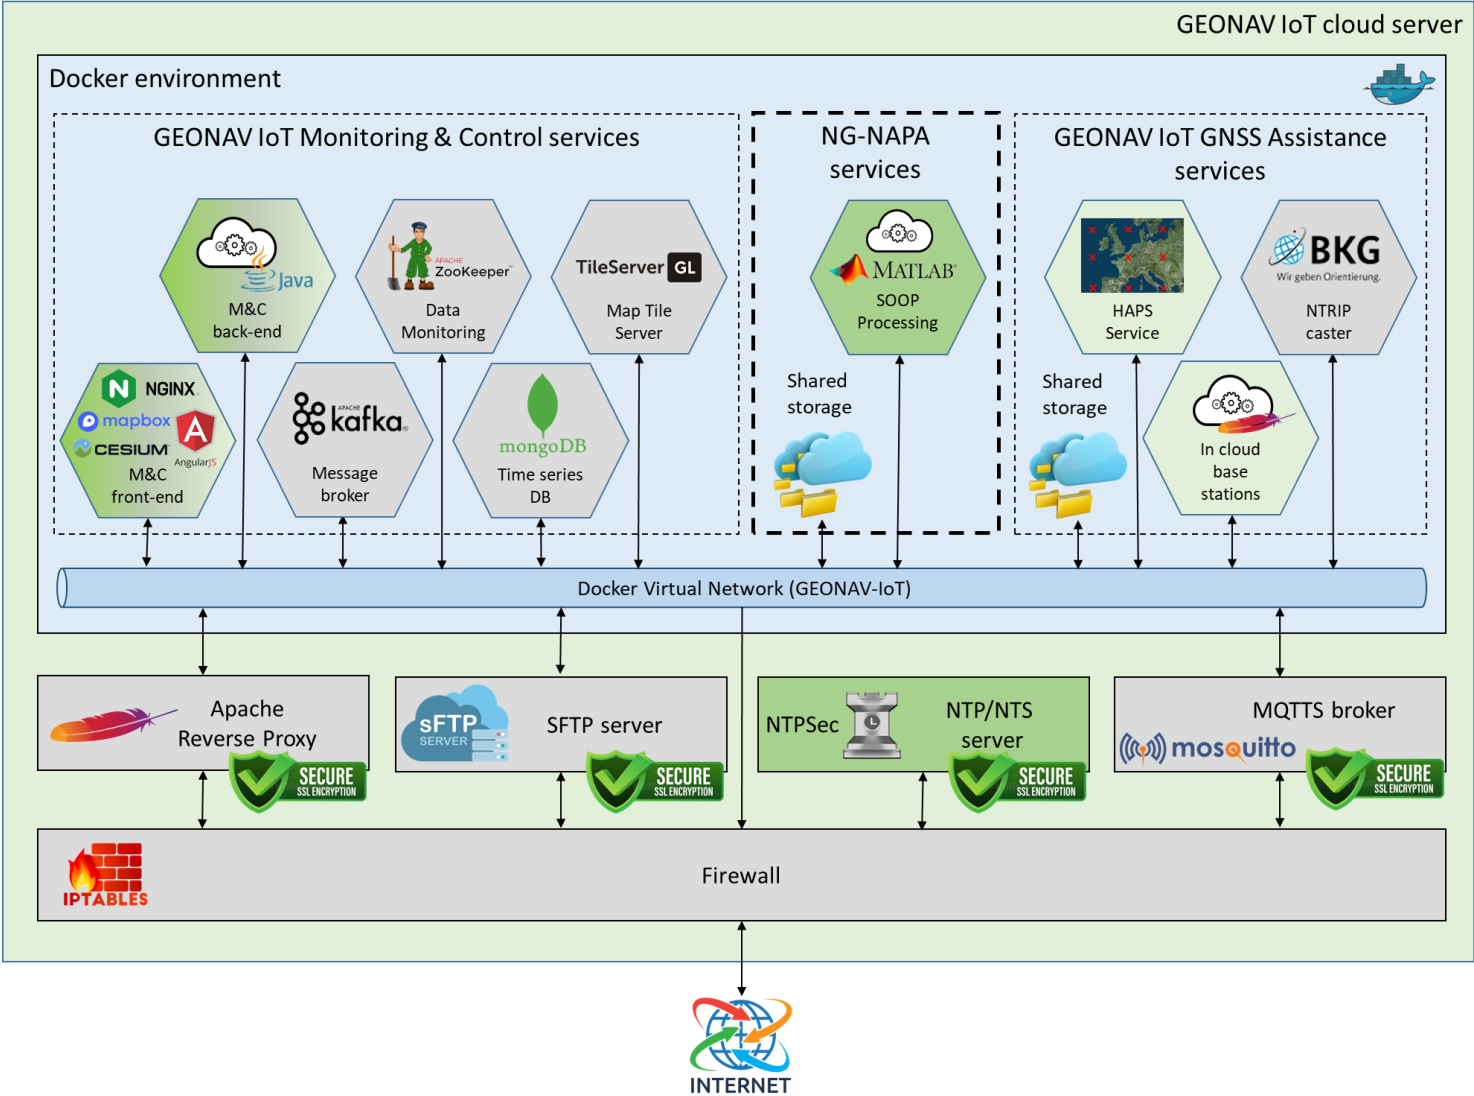 GEONAV IoT cloud server
Docker environment
GEONAV IoT Monitoring & Control services
Java
M&C
back-end
APACHE
ZooKeeper™
Data
Monitoring
TileServer GL
Map Tile
Server
NGINX
mapbox
CESIUM
AngularJS
M&C
front-end
APACHE
kafka®
Message
broker
mongoDB
Time series
DB
NG-NAPA
services
MATLAB®
SOOP
Processing
Shared
storage
GEONAV IoT GNSS Assistance
services
HAPS
Service
BKG
Wir geben Orientierung.
NTRIP
caster
Shared
storage
In cloud
base
stations
Docker Virtual Network (GEONAV-IoT)
Apache
Reverse Proxy
SECURE
SSL ENCRYPTION
sFTP
SERVER
SFTP server
SECURE
SSL ENCRYPTION
NTPSec
NTP/NTS
server
SECURE
SSL ENCRYPTION
MQTTS broker
mosquitto
SECURE
SSL ENCRYPTION
IPTABLES
Firewall
INTERNET